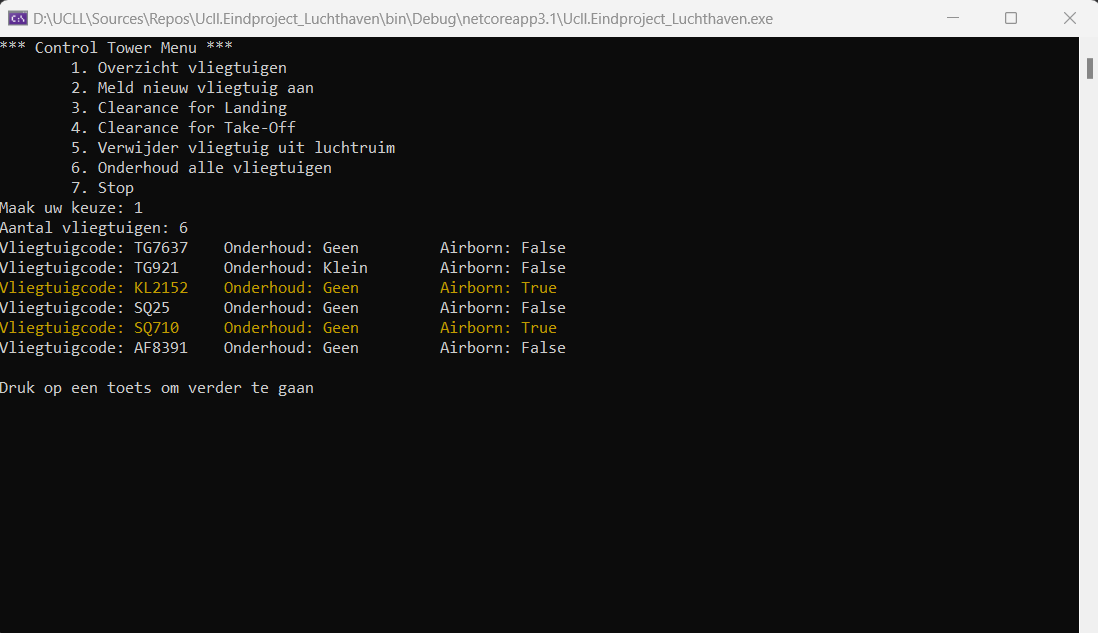 D:\UCLL\Sources\Repos\Ucll.Eindproject_Luchthaven\bin\Debug\netcoreapp3.1\Ucll.Eindproject_Luchthaven.exe
*** Control Tower Menu ***
1. Overzicht vliegtuigen
2. Meld nieuw vliegtuig aan
3. Clearance for Landing
4. Clearance for Take-Off
5. Verwijder vliegtuig uit luchtruim
6. Onderhoud alle vliegtuigen
7. Stop
Maak uw keuze: 1
Aantal vliegtuigen: 6
Vliegtuigcode: TG7637 Onderhoud: Geen Airborn: False
Vliegtuigcode: TG921 Onderhoud: Klein Airborn: False
Vliegtuigcode: KL2152 Onderhoud: Geen Airborn: True
Vliegtuigcode: SQ25 Onderhoud: Geen Airborn: False
Vliegtuigcode: SQ710 Onderhoud: Geen Airborn: True
Vliegtuigcode: AF8391 Onderhoud: Geen Airborn: False
Druk op een toets om verder te gaan